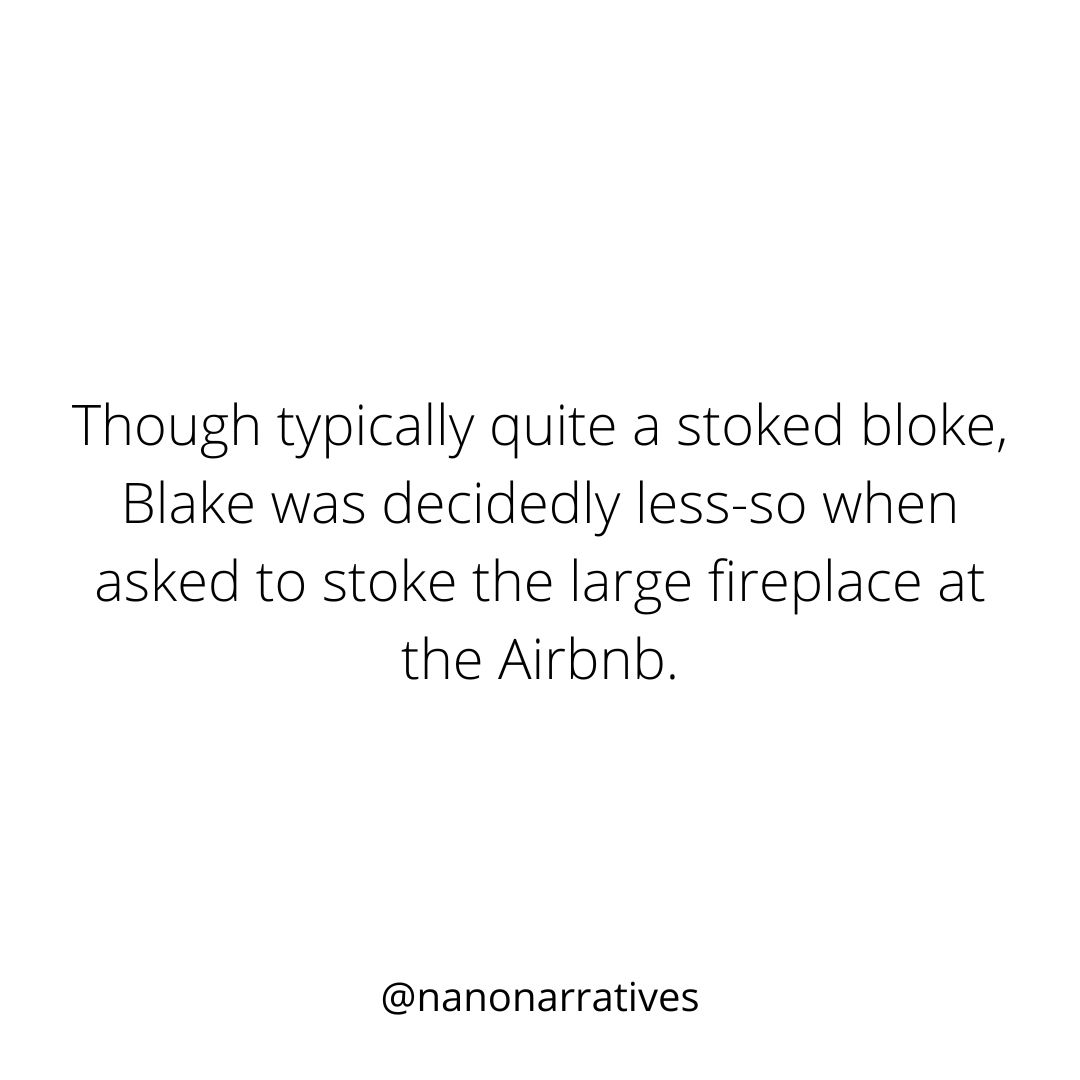 Though typically quite a stoked bloke,
Blake was decidedly less-so when
asked to stoke the large fireplace at
the Airbnb.
@nanonarratives